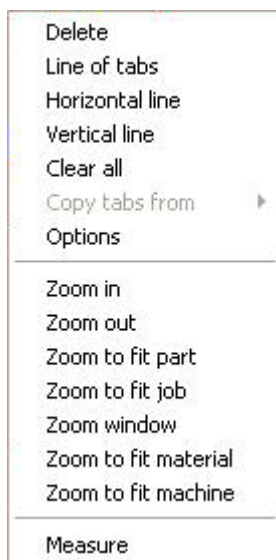 Delete
Line of tabs
Horizontal line
Vertical line
Clear all
Copy tabs from
Options
Zoom in
Zoom out
Zoom to fit part
Zoom to fit job
Zoom window
Zoom to fit material
Zoom to fit machine
Measure